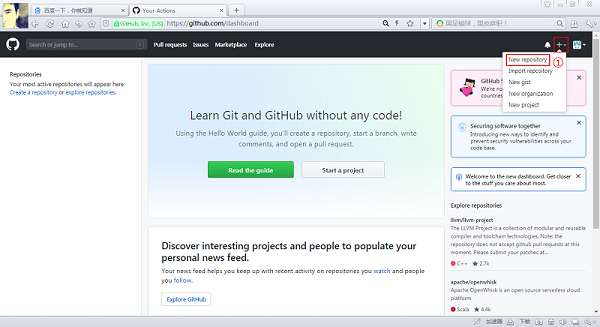 百度一下，你就知道
Your Actions
GitHub, Inc. [US]
https://github.com/dashboard
国足输球，里皮辞职！
Search or jump to...
/
Pull requests
Issues
Marketplace
Explore
New repository
①
Import repository
New gist
New organization
New project
Repositories
Your most active repositories will appear here.
Create a repository or explore repositories.
Learn Git and GitHub without any code!
Using the Hello World guide, you'll create a repository, start a branch, write
comments, and open a pull request.
Read the guide
Start a project
GitHub S
We're no
countries
Securing software together
Introducing new ways to identify and
prevent security vulnerabilities across your
code base.
Welcome to the new dashboard. Get closer
to the stuff you care about most.
Explore repositories
llvm/llvm-project
The LLVM Project is a collection of modular and reusable
compiler and toolchain technologies. Note: the
repository does not accept github pull requests at this
moment. Please submit your patches at...
C++
2.7k
apache/openwhisk
Apache OpenWhisk is an open source serverless cloud
platform
Scala
4.4k
Discover interesting projects and people to populate your
personal news feed.
Your news feed helps you keep up with recent activity on repositories you watch and people
you follow.
Explore GitHub
加速器
下载